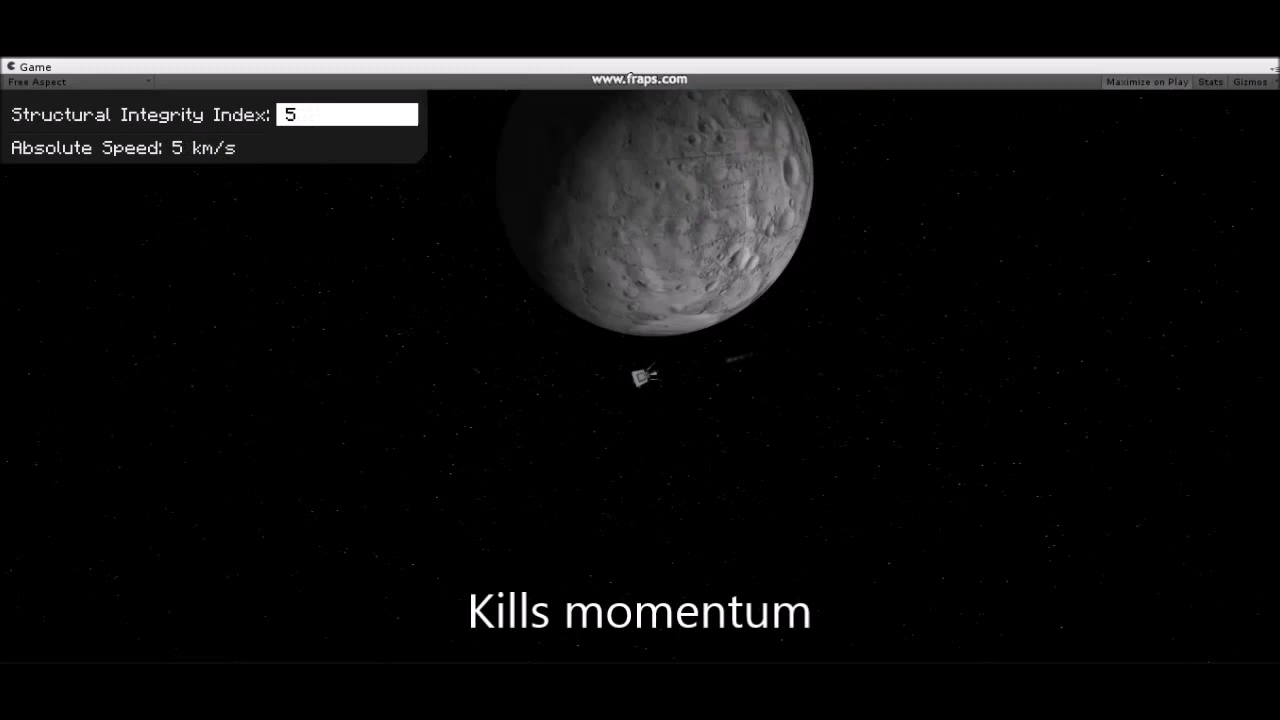 Game
Free Aspect
www.fraps.com
Maximize on Play Stats Gizmos
Structural Integrity Index: 5
Absolute Speed: 5 km/s
Kills momentum